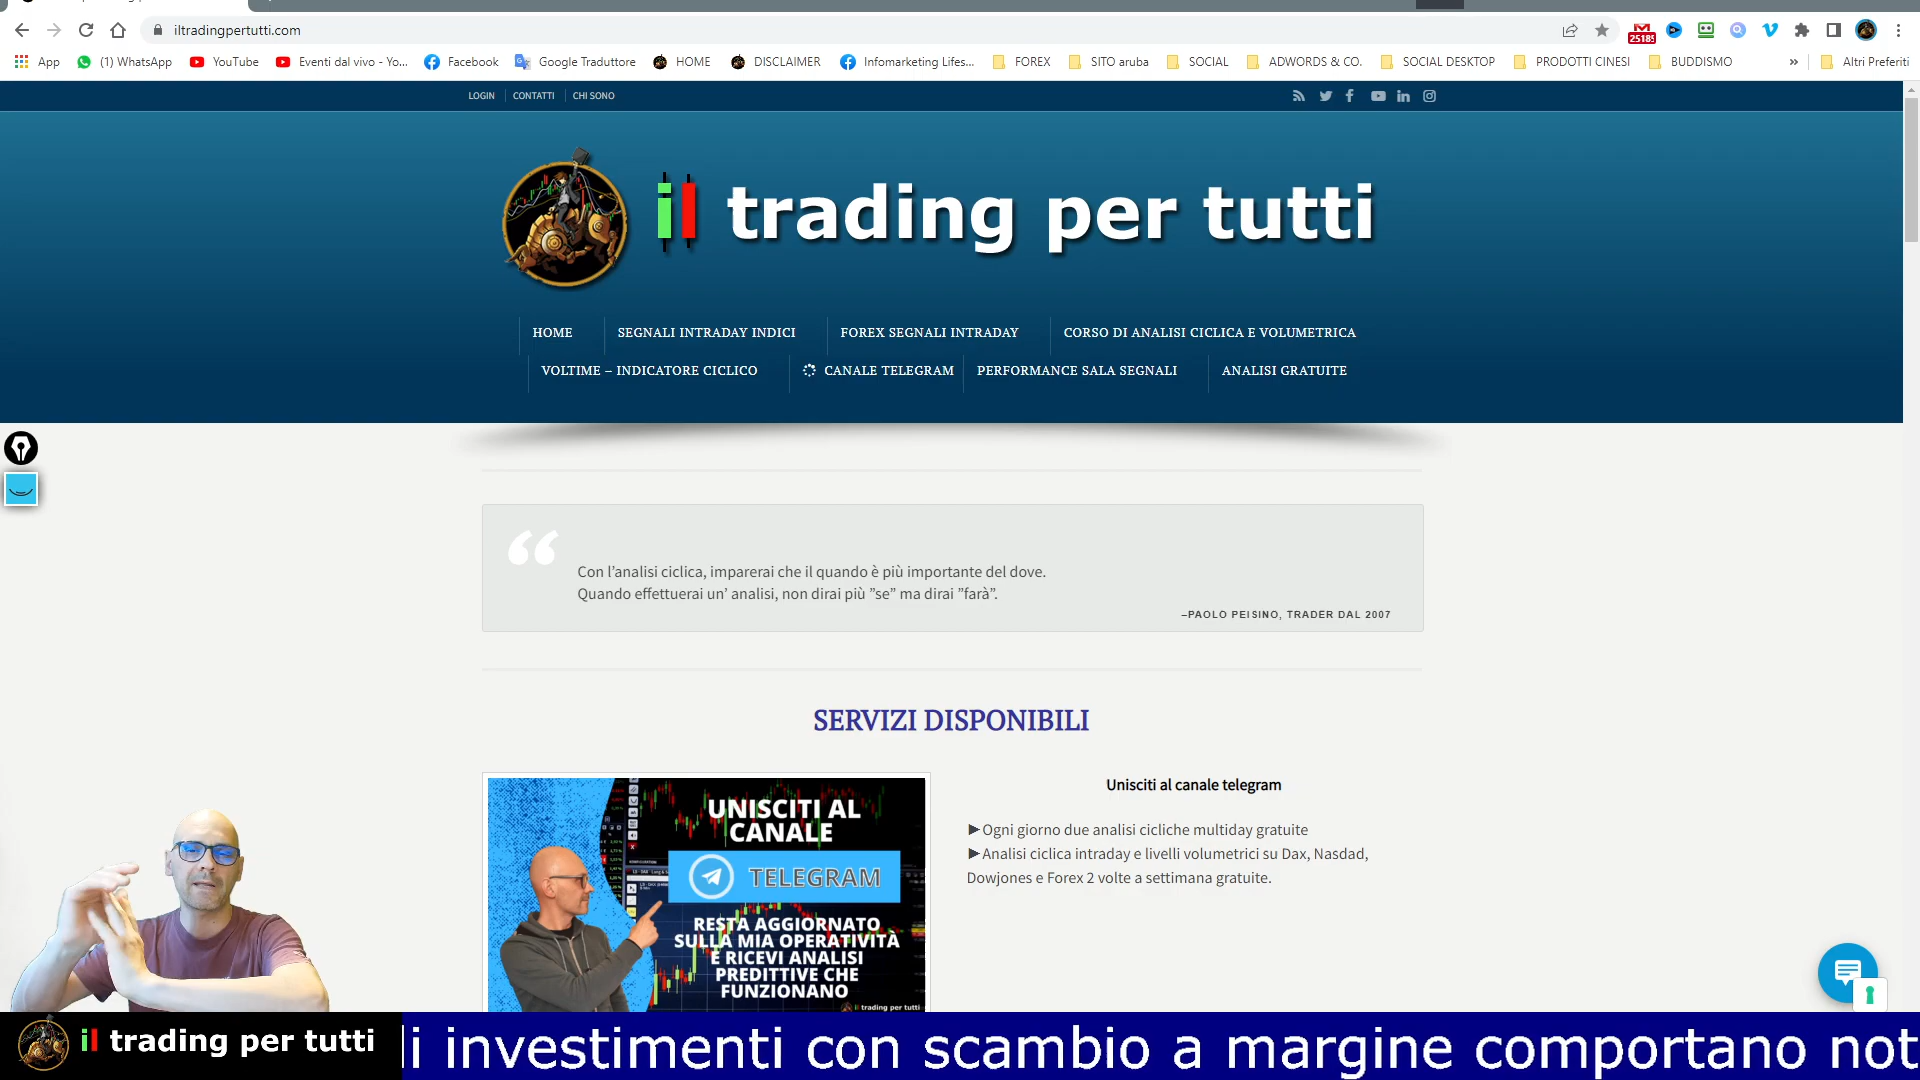 iltradingpertutti.com
25185
App
(1) WhatsApp
YouTube
Eventi dal vivo - Yo...
Facebook
Google Traduttore
HOME
DISCLAIMER
Infomarketing Lifes...
FOREX
SITO aruba
SOCIAL
ADWORDS & CO.
SOCIAL DESKTOP
PRODOTTI CINESI
BUDDISMO
»
Altri Preferiti
LOGIN
CONTATTI
CHI SONO
il trading per tutti
HOME
SEGNALI INTRADAY INDICI
FOREX SEGNALI INTRADAY
CORSO DI ANALISI CICLICA E VOLUMETRICA
VOLTIME – INDICATORE CICLICO
CANALE TELEGRAM
PERFORMANCE SALA SEGNALI
ANALISI GRATUITE
“
Con l’analisi ciclica, imparerai che il quando è più importante del dove.
Quando effettuerai un’ analisi, non dirai più ”se” ma dirai ”farà”.
–PAOLO PEISINO, TRADER DAL 2007
SERVIZI DISPONIBILI
UNISCITI AL
CANALE
TELEGRAM
RESTA AGGIORNATO
SULLA MIA OPERATIVITÀ
E RICEVI ANALISI
PREDITTIVE CHE
FUNZIONANO
il trading per tutti
Unisciti al canale telegram
►Ogni giorno due analisi cicliche multiday gratuite
►Analisi ciclica intraday e livelli volumetrici su Dax, Nasdad,
Dowjones e Forex 2 volte a settimana gratuite.
il trading per tutti
li investimenti con scambio a margine comportano not